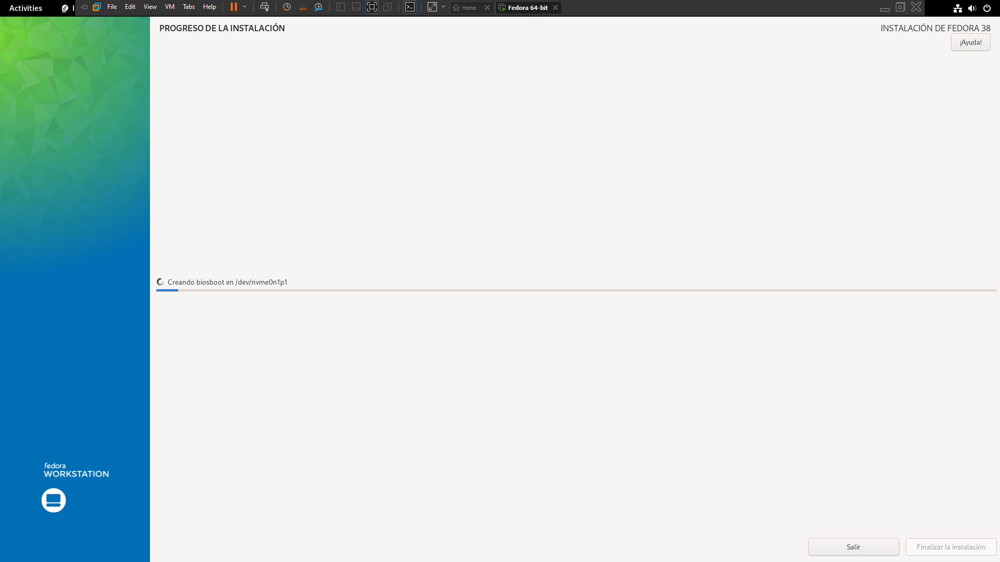 Activities
File Edit View VM Tabs Help
Home
Fedora 64-bit
PROGRESO DE LA INSTALACIÓN
INSTALACIÓN DE FEDORA 38
¡Ayuda!
Creando biosboot en /dev/nvme0n1p1
fedora
WORKSTATION
Salir
Finalizar la instalación